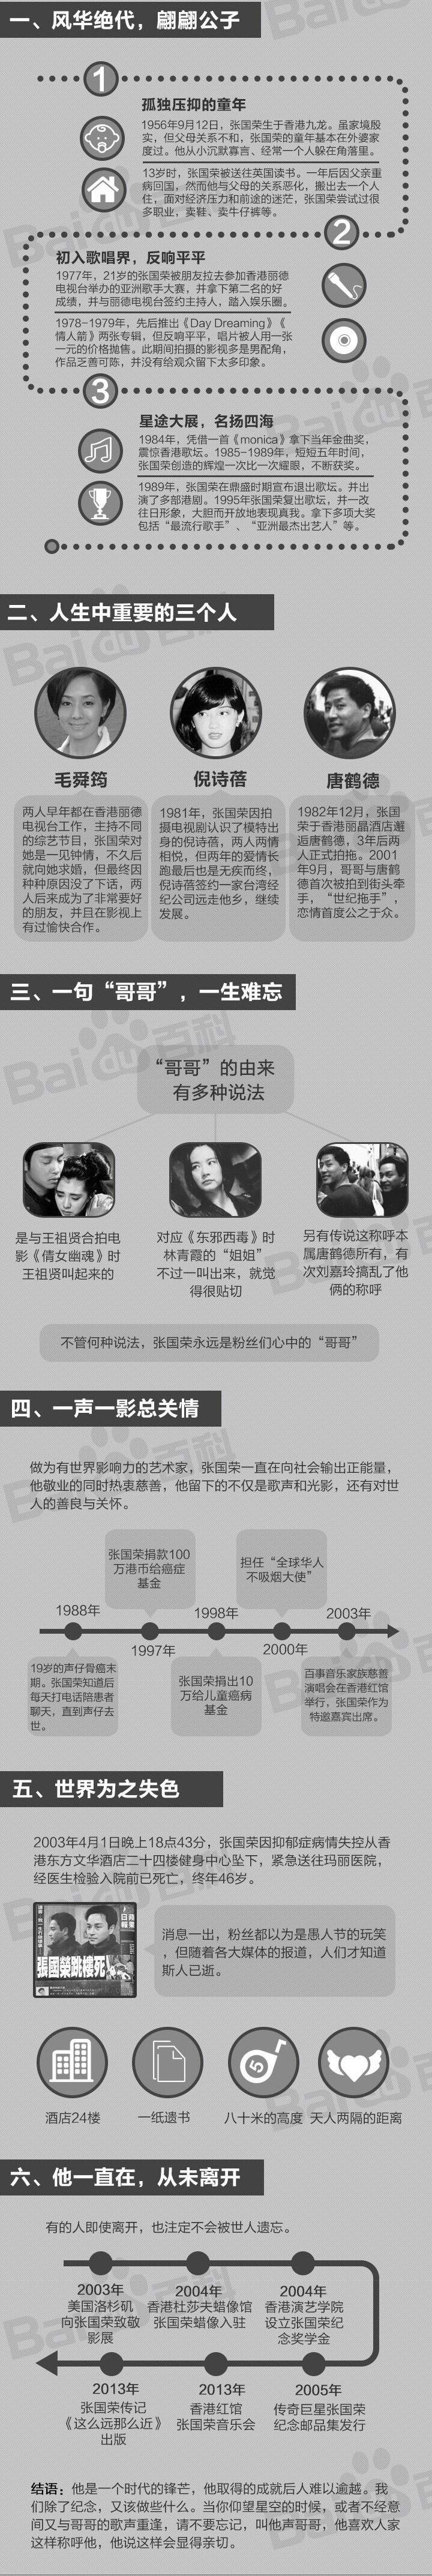 一、风华绝代，翩翩公子
1
孤独压抑的童年
1956年9月12日，张国荣生于香港九龙。虽家境殷
实，但父母关系不和，张国荣的童年基本在外婆家
度过。他从小沉默寡言、经常一个人躲在角落里。
13岁时，张国荣被送往英国读书。一年后因父亲重
病回国，然而他与父母的关系恶化，搬出去一个人
住，面对经济压力和前途的迷茫，张国荣尝试过很
多职业，卖鞋、卖牛仔裤等。
2
初入歌唱界，反响平平
1977年，21岁的张国荣被朋友拉去参加香港丽德
电视台举办的亚洲歌手大赛，并拿下第二名的好
成绩，并与丽德电视台签约主持人，踏入娱乐圈。
1978-1979年，先后推出《Day Dreaming》《
情人箭》两张专辑，但反响平平，唱片被人用一张
一元的价格抛售。此期间拍摄的影视多是男配角，
作品乏善可陈，并没有给观众留下太多印象。
3
星途大展，名扬四海
1984年，凭借一首《monica》拿下当年金曲奖，
震惊香港歌坛。1985-1989年，短短五年时间，
张国荣创造的辉煌一次比一次耀眼，不断获奖。
1989年，张国荣在鼎盛时期宣布退出歌坛。并出
演了多部港剧。1995年张国荣复出歌坛，并一改
往日形象，大胆而开放地表现真我。拿下多项大奖
包括“最流行歌手”、“亚洲最杰出艺人”等。
二、人生中重要的三个人
毛舜筠
两人早年都在香港丽德
电视台工作，主持不同
的综艺节目，张国荣对
她是一见钟情，不久后
就向她求婚，但最终因
种种原因没了下话，两
人后来成为了非常要好
的朋友，并且在影视上
有过愉快合作。
倪诗蓓
1981年，张国荣因拍
摄电视剧认识了模特出
身的倪诗蓓，两人两情
相悦，但两年的爱情长
跑最后也是无疾而终，
倪诗蓓签约一家台湾经
纪公司远走他乡，继续
发展。
唐鹤德
1982年12月，张国
荣于香港丽晶酒店邂
逅唐鹤德，3年后两
人正式拍拖。2001
年9月，哥哥与唐鹤
德首次被拍到街头牵
手，“世纪拖手”，
恋情首度公之于众。
三、一句“哥哥”，一生难忘
“哥哥”的由来
有多种说法
是与王祖贤合拍电
影《倩女幽魂》时
王祖贤叫起来的
对应《东邪西毒》时
林青霞的“姐姐”
不过一叫出来，就觉
得很贴切
另有传说这称呼本
属唐鹤德所有，有
次刘嘉玲搞乱了他
俩的称呼
不管何种说法，张国荣永远是粉丝们心中的“哥哥”
四、一声一影总关情
做为有世界影响力的艺术家，张国荣一直在向社会输出正能量，
他敬业的同时热衷慈善，他留下的不仅是歌声和光影，还有对世
人的善良与关怀。
张国荣捐款100
万港币给癌症
基金
担任“全球华人
不吸烟大使”
1988年
1998年
2003年
1997年
2000年
19岁的声仔骨癌末
期。张国荣知道后
每天打电话陪患者
聊天，直到声仔去
世。
张国荣捐出10
万给儿童癌病
基金
百事音乐家族慈善
演唱会在香港红馆
举行，张国荣作为
特邀嘉宾出席。
五、世界为之失色
2003年4月1日晚上18点43分，张国荣因抑郁症病情失控从香
港东方文华酒店二十四楼健身中心坠下，紧急送往玛丽医院，
经医生检验入院前已死亡，终年46岁。
張國榮跳樓死
消息一出，粉丝都以为是愚人节的玩笑
，但随着各大媒体的报道，人们才知道
斯人已逝。
5
酒店24楼
一纸遗书
八十米的高度
天人两隔的距离
六、他一直在，从未离开
有的人即使离开，也注定不会被世人遗忘。
2003年
美国洛杉矶
向张国荣致敬
影展
2004年
香港杜莎夫蜡像馆
张国荣蜡像入驻
2004年
香港演艺学院
设立张国荣纪
念奖学金
2013年
张国荣传记
《这么远那么近》
出版
2013年
香港红馆
张国荣音乐会
2005年
传奇巨星张国荣
纪念邮品集发行
结语：他是一个时代的锋芒，他取得的成就后人难以逾越。我
们除了纪念，又该做些什么。当你仰望星空的时候，或者不经意
间又与哥哥的歌声重逢，请不要忘记，叫他声哥哥，他喜欢人家
这样称呼他，他说这样会显得亲切。
Bai du 百科